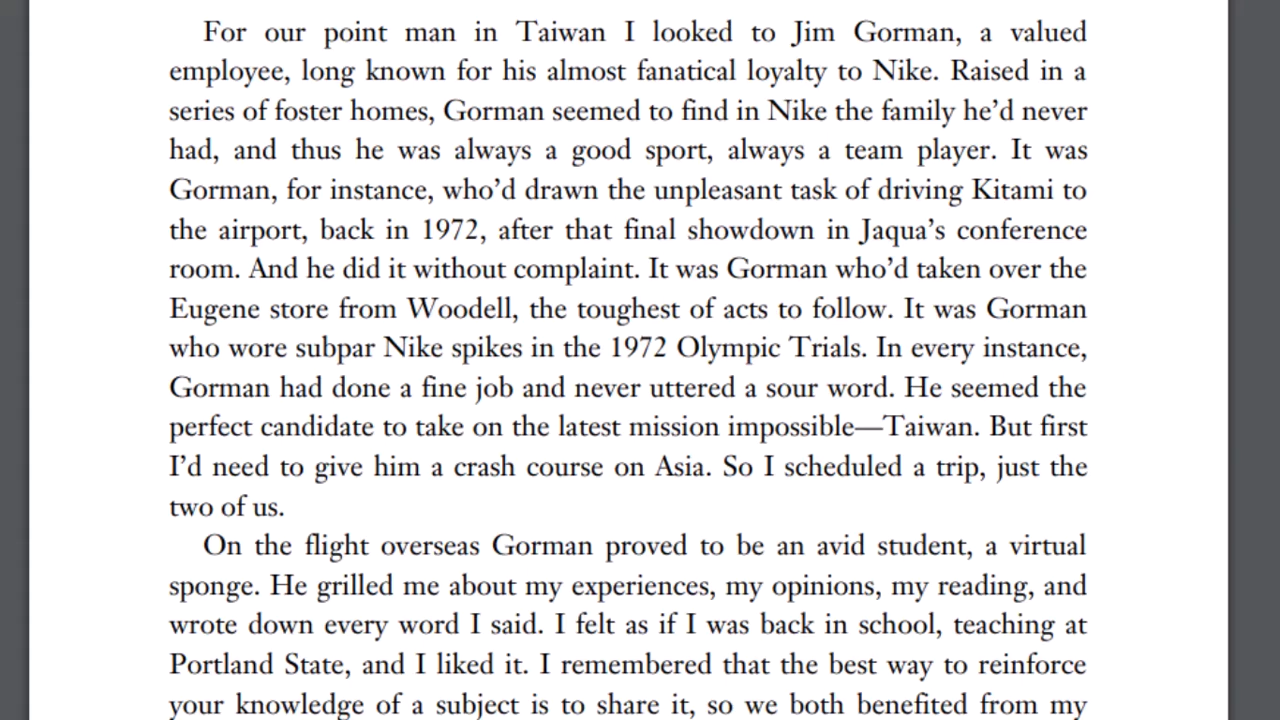 For our point man in Taiwan I looked to Jim Gorman, a valued
employee, long known for his almost fanatical loyalty to Nike. Raised in a
series of foster homes, Gorman seemed to find in Nike the family he’d never
had, and thus he was always a good sport, always a team player. It was
Gorman, for instance, who’d drawn the unpleasant task of driving Kitami to
the airport, back in 1972, after that final showdown in Jaqua’s conference
room. And he did it without complaint. It was Gorman who’d taken over the
Eugene store from Woodell, the toughest of acts to follow. It was Gorman
who wore subpar Nike spikes in the 1972 Olympic Trials. In every instance,
Gorman had done a fine job and never uttered a sour word. He seemed the
perfect candidate to take on the latest mission impossible—Taiwan. But first
I’d need to give him a crash course on Asia. So I scheduled a trip, just the
two of us.
On the flight overseas Gorman proved to be an avid student, a virtual
sponge. He grilled me about my experiences, my opinions, my reading, and
wrote down every word I said. I felt as if I was back in school, teaching at
Portland State, and I liked it. I remembered that the best way to reinforce
your knowledge of a subject is to share it, so we both benefited from my